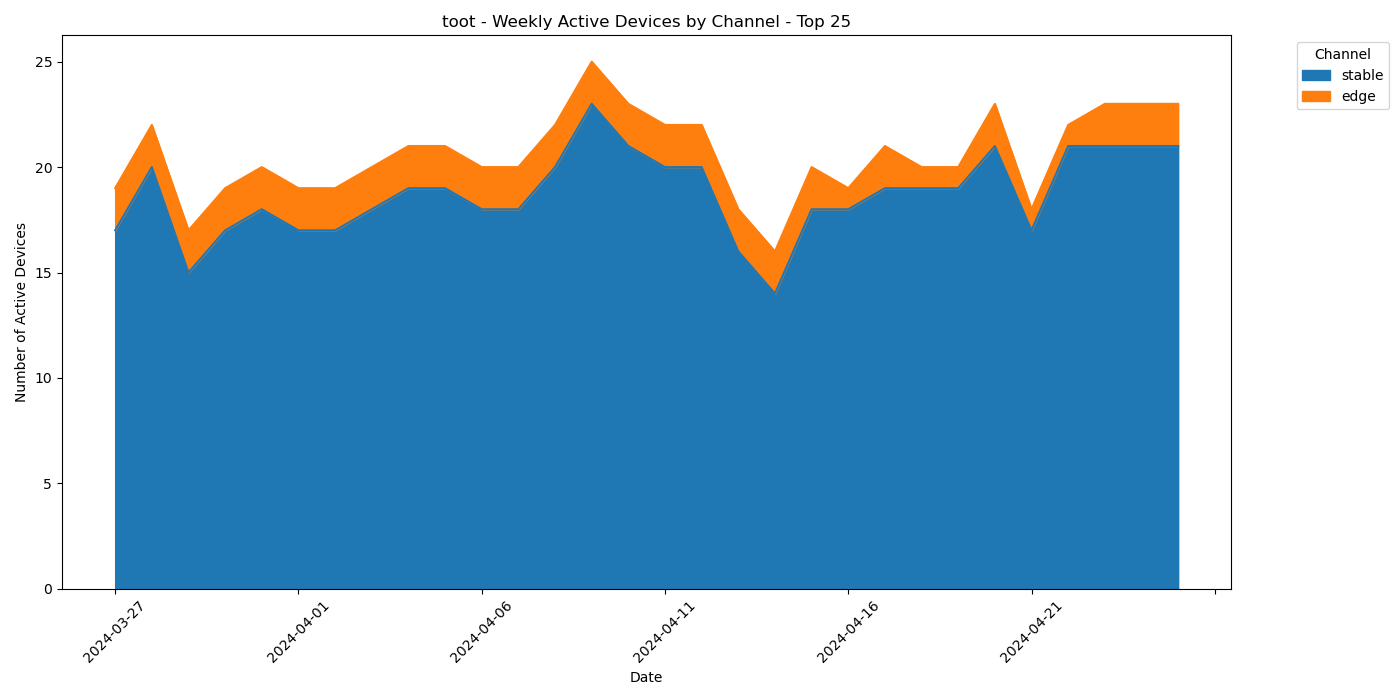 toot - Weekly Active Devices by Channel - Top 25
Channel
stable
edge
Number of Active Devices
25
20
15
10
5
0
2024-03-27
2024-04-01
2024-04-06
2024-04-11
2024-04-16
2024-04-21
Date